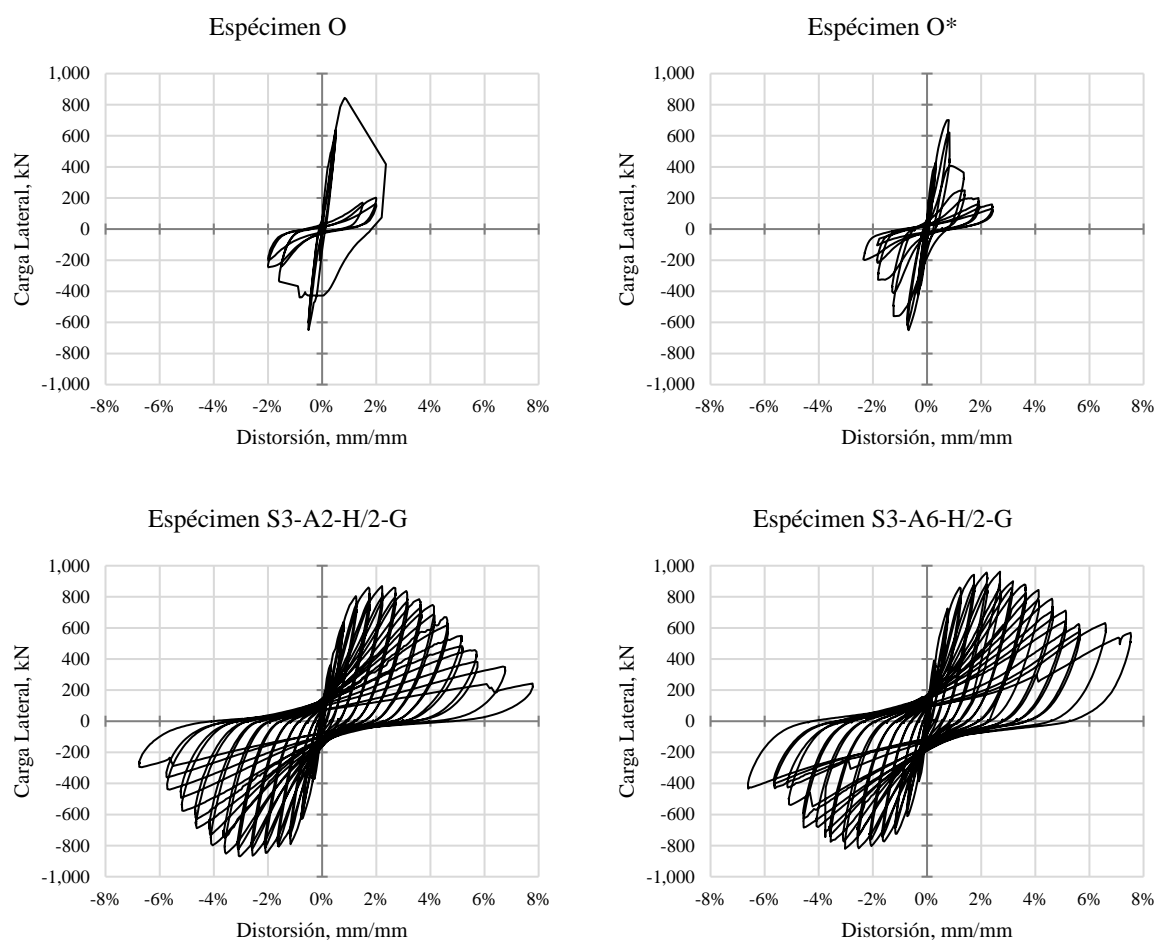 Espécimen O
1,000
800
600
400
200
0
-200
-400
-600
-800
-1,000
-8% -6% -4% -2% 0% 2% 4% 6% 8%
Carga Lateral, kN
Distorsión, mm/mm
Espécimen O*
1,000
800
600
400
200
0
-200
-400
-600
-800
-1,000
-8% -6% -4% -2% 0% 2% 4% 6% 8%
Carga Lateral, kN
Distorsión, mm/mm
Espécimen S3-A2-H/2-G
1,000
800
600
400
200
0
-200
-400
-600
-800
-1,000
-8% -6% -4% -2% 0% 2% 4% 6% 8%
Carga Lateral, kN
Distorsión, mm/mm
Espécimen S3-A6-H/2-G
1,000
800
600
400
200
0
-200
-400
-600
-800
-1,000
-8% -6% -4% -2% 0% 2% 4% 6% 8%
Carga Lateral, kN
Distorsión, mm/mm